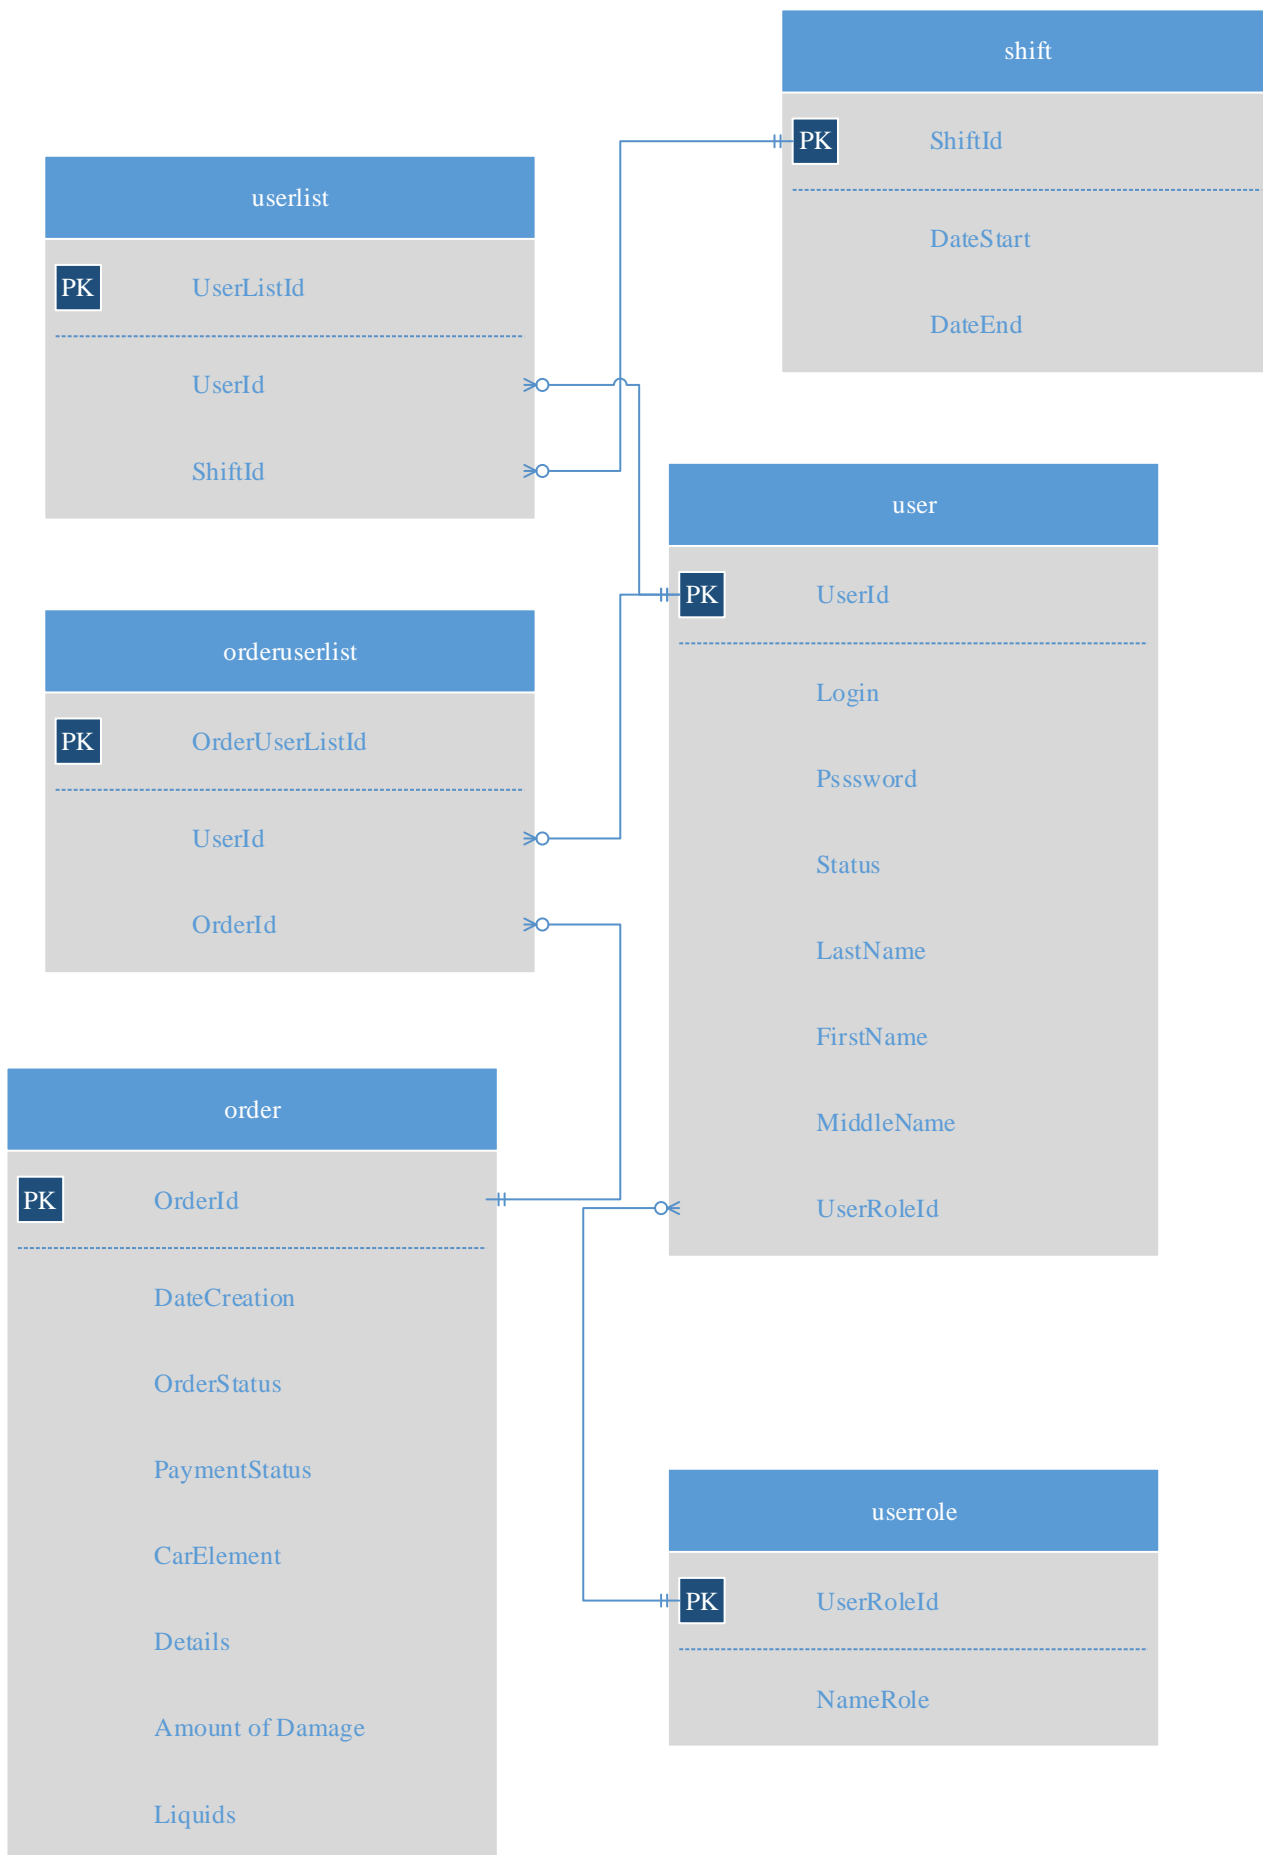 shift
PK ShiftId
DateStart
DateEnd
userlist
PK UserListId
UserId
ShiftId
user
PK UserId
Login
Psssword
Status
LastName
FirstName
MiddleName
UserRoleId
orderuserlist
PK OrderUserListId
UserId
OrderId
order
PK OrderId
DateCreation
OrderStatus
PaymentStatus
CarElement
Details
Amount of Damage
Liquids
userrole
PK UserRoleId
NameRole